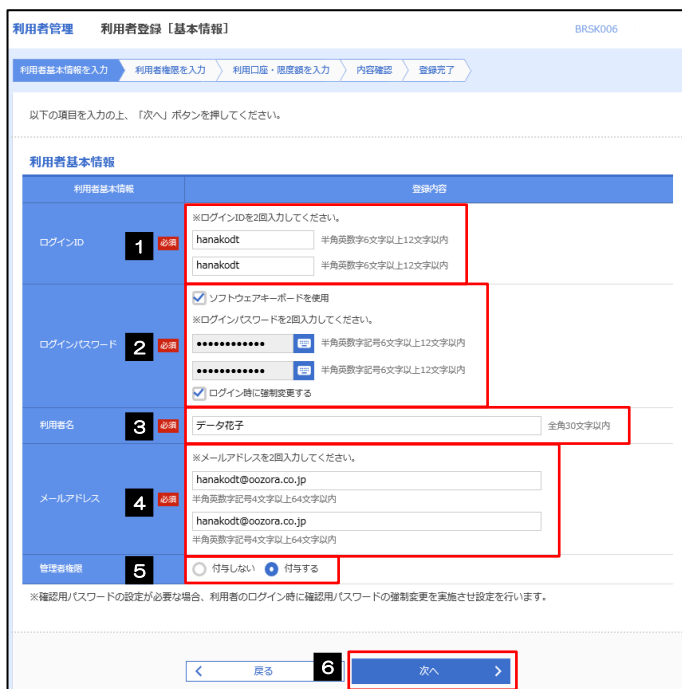 利用者管理 利用者登録［基本情報］ BRSK006
利用者基本情報を入力 利用者権限を入力 利用口座・限度額を入力 内容確認 登録完了
以下の項目を入力の上、「次へ」ボタンを押してください。
利用者基本情報
利用者基本情報 登録内容
※ログインIDを2回入力してください。
ログインID 1 必須 hanakodt 半角英数字6文字以上12文字以内
hanakodt 半角英数字6文字以上12文字以内
ソフトウェアキーボードを使用
※ログインパスワードを2回入力してください。
ログインパスワード 2 必須 ●●●●●●●●●●●● 半角英数字記号6文字以上12文字以内
●●●●●●●●●●●● 半角英数字記号6文字以上12文字以内
ログイン時に強制変更する
利用者名 3 必須 データ花子 全角30文字以内
※メールアドレスを2回入力してください。
hanakodt@oozora.co.jp
メールアドレス 4 必須 半角英数字記号4文字以上64文字以内
hanakodt@oozora.co.jp
半角英数字記号4文字以上64文字以内
管理者権限 5 付与しない 付与する
※確認用パスワードの設定が必要な場合、利用者のログイン時に確認用パスワードの強制変更を実施させ設定を行います。
戻る 6 次へ